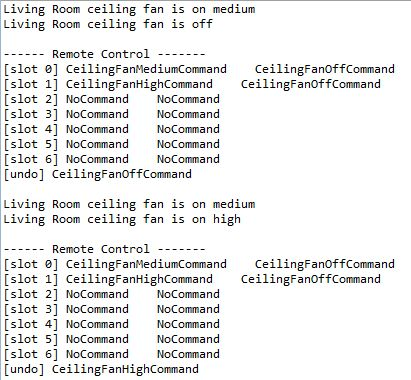 Living Room ceiling fan is on medium
Living Room ceiling fan is off

------ Remote Control -------
[slot 0] CeilingFanMediumCommand    CeilingFanOffCommand
[slot 1] CeilingFanHighCommand    CeilingFanOffCommand
[slot 2] NoCommand    NoCommand
[slot 3] NoCommand    NoCommand
[slot 4] NoCommand    NoCommand
[slot 5] NoCommand    NoCommand
[slot 6] NoCommand    NoCommand
[undo] CeilingFanOffCommand

Living Room ceiling fan is on medium
Living Room ceiling fan is on high

------ Remote Control -------
[slot 0] CeilingFanMediumCommand    CeilingFanOffCommand
[slot 1] CeilingFanHighCommand    CeilingFanOffCommand
[slot 2] NoCommand    NoCommand
[slot 3] NoCommand    NoCommand
[slot 4] NoCommand    NoCommand
[slot 5] NoCommand    NoCommand
[slot 6] NoCommand    NoCommand
[undo] CeilingFanHighCommand